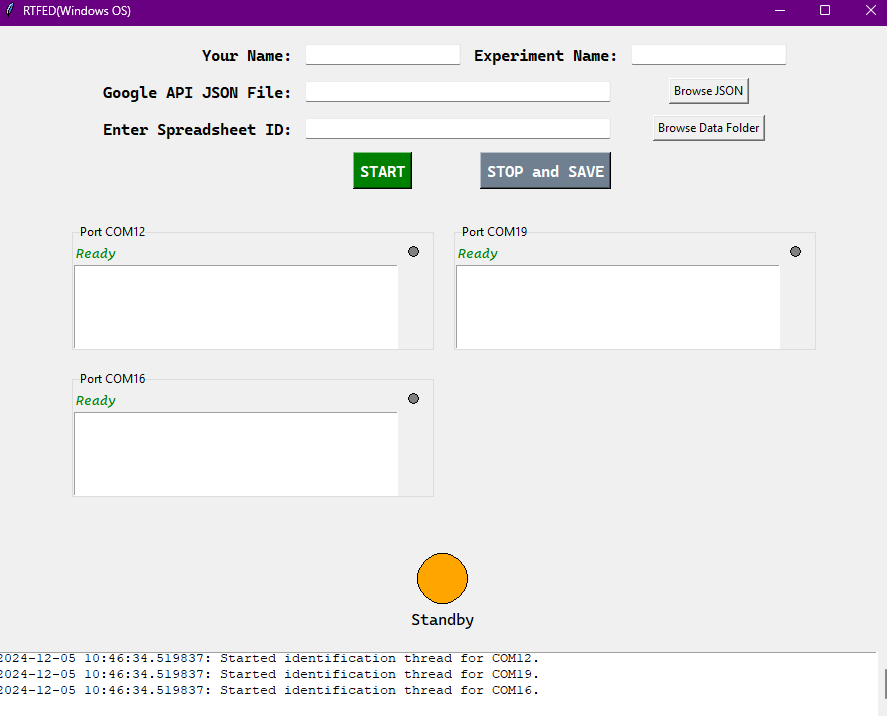 RTFED(Windows OS)
Your Name: Experiment Name:
Google API JSON File: Browse JSON
Enter Spreadsheet ID: Browse Data Folder
START STOP and SAVE
Port COM12 Port COM19
Ready Ready
Port COM16
Ready
Standby
2024-12-05 10:46:34.519837: Started identification thread for COM12.
2024-12-05 10:46:34.519837: Started identification thread for COM19.
2024-12-05 10:46:34.519837: Started identification thread for COM16.